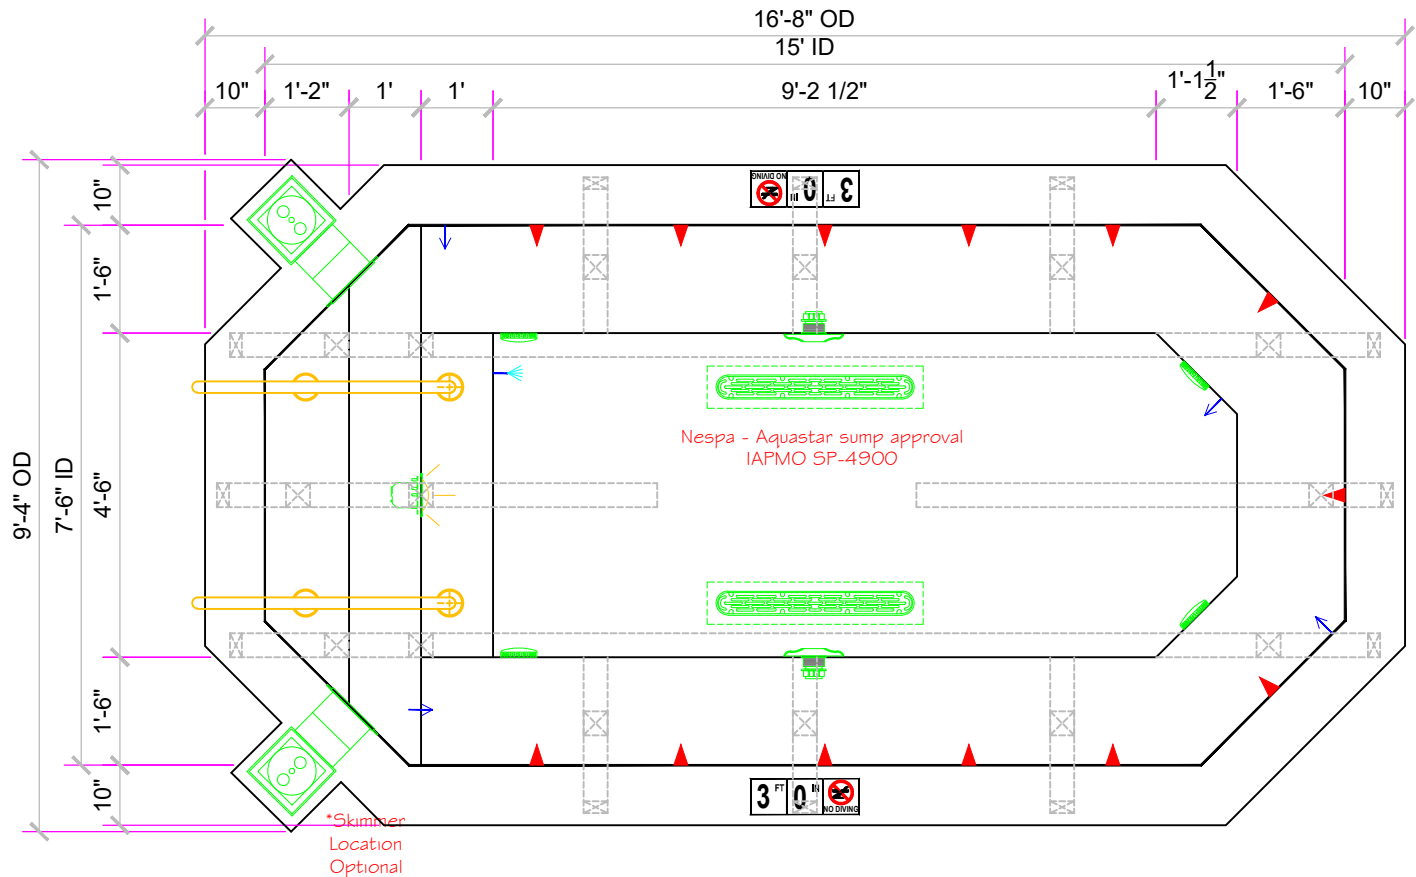 16'-8" OD
15' ID
10" 1'-2" 1' 1' 9'-2 1/2" 1'-1 1/2" 1'-6" 10"
NO DIVING 0 IN 3 FT
10"
1'-6"
4'-6"
1'-6"
10"
7'-6" ID
9'-4" OD
Nespa - Aquastar sump approval
IAPMO SP-4900
3 FT 0 IN NO DIVING
*Skimmer
Location
Optional